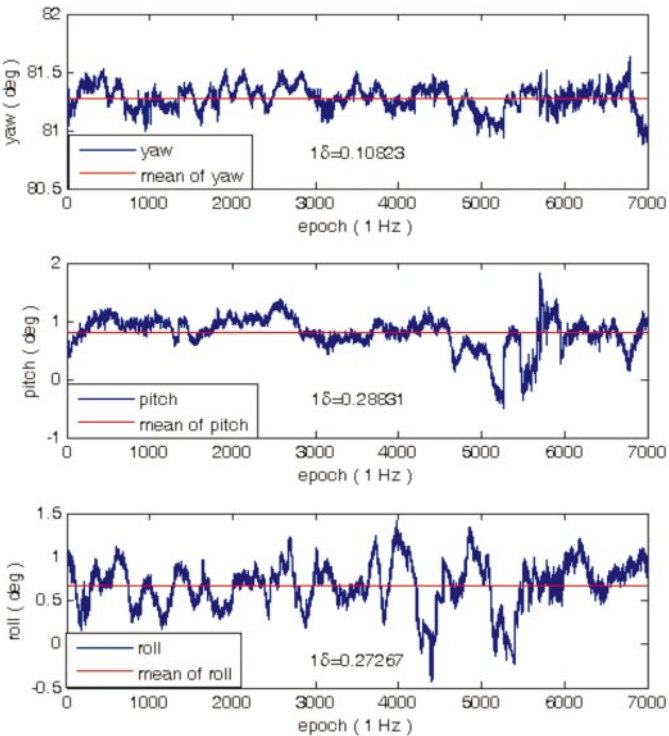 82
81.5
81
80.5
yaw ( deg )
yaw
mean of yaw
1δ=0.10823
0 1000 2000 3000 4000 5000 6000 7000
epoch ( 1 Hz )
2
1
0
-1
pitch ( deg )
pitch
mean of pitch
1δ=0.28831
0 1000 2000 3000 4000 5000 6000 7000
epoch ( 1 Hz )
1.5
1
0.5
0
-0.5
roll ( deg )
roll
mean of roll
1δ=0.27267
0 1000 2000 3000 4000 5000 6000 7000
epoch ( 1 Hz )